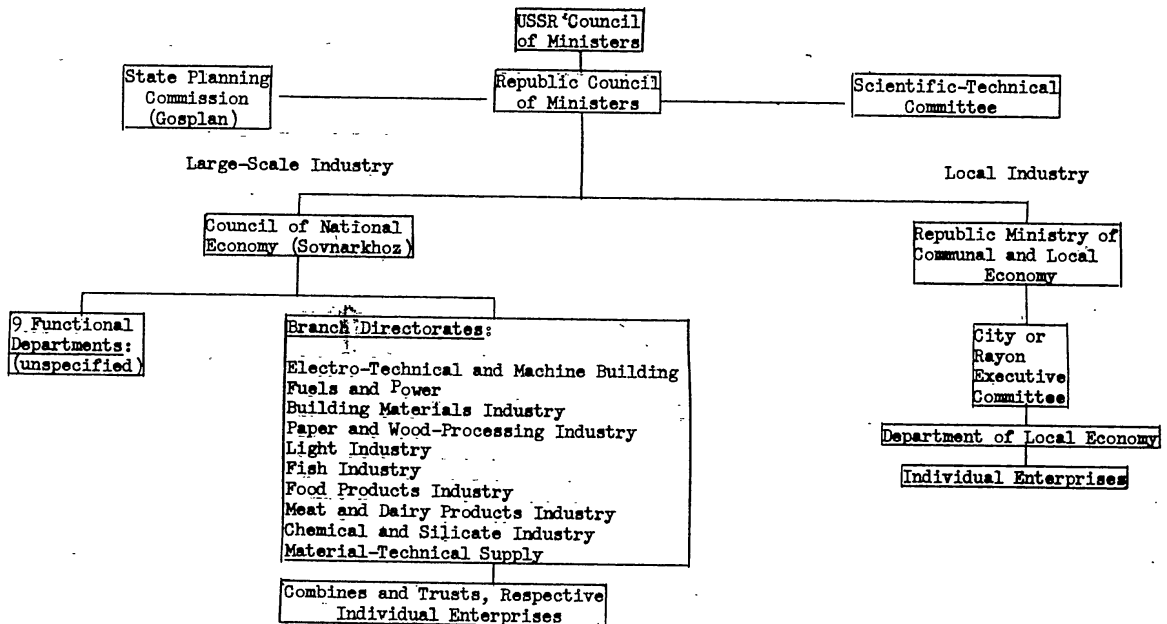 USSR Council
of Ministers
State Planning
Commission
(Gosplan)
Republic Council
of Ministers
Scientific-Technical
Committee
Large-Scale Industry
Local Industry
Council of National
Economy (Sovnarkhoz)
Republic Ministry of
Communal and Local
Economy
9 Functional
Departments:
(unspecified)
Branch Directorates:
Electro-Technical and Machine Building
Fuels and Power
Building Materials Industry
Paper and Wood-Processing Industry
Light Industry
Fish Industry
Food Products Industry
Meat and Dairy Products Industry
Chemical and Silicate Industry
Material-Technical Supply
City or
Rayon
Executive
Committee
Department of Local Economy
Individual Enterprises
Combines and Trusts, Respective
Individual Enterprises